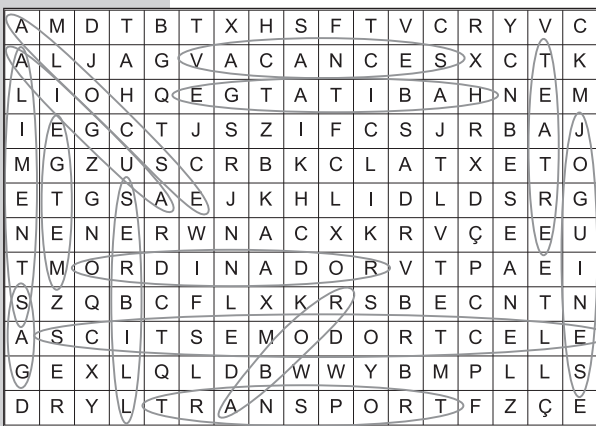 A M D T B T X H S F T V C R Y V C
A L J A G V A C A N C E S X C T K
L I O H Q E G T A T I B A H N E M
I E G C T J S Z I F C S J R B A J
M G Z U S C R B K C L A T X E T O
E T G S A E J K H L I D L D S R G
N E N E R W N A C X K R V Ç E E U
T M O R D I N A D O R V T P A E I
S Z Q B C F L X K R S B E C N T N
A S C I T S E M O D O R T C E L E
G E X L Q L D B W W Y B M P L L S
D R Y L T R A N S P O R T F Z Ç E